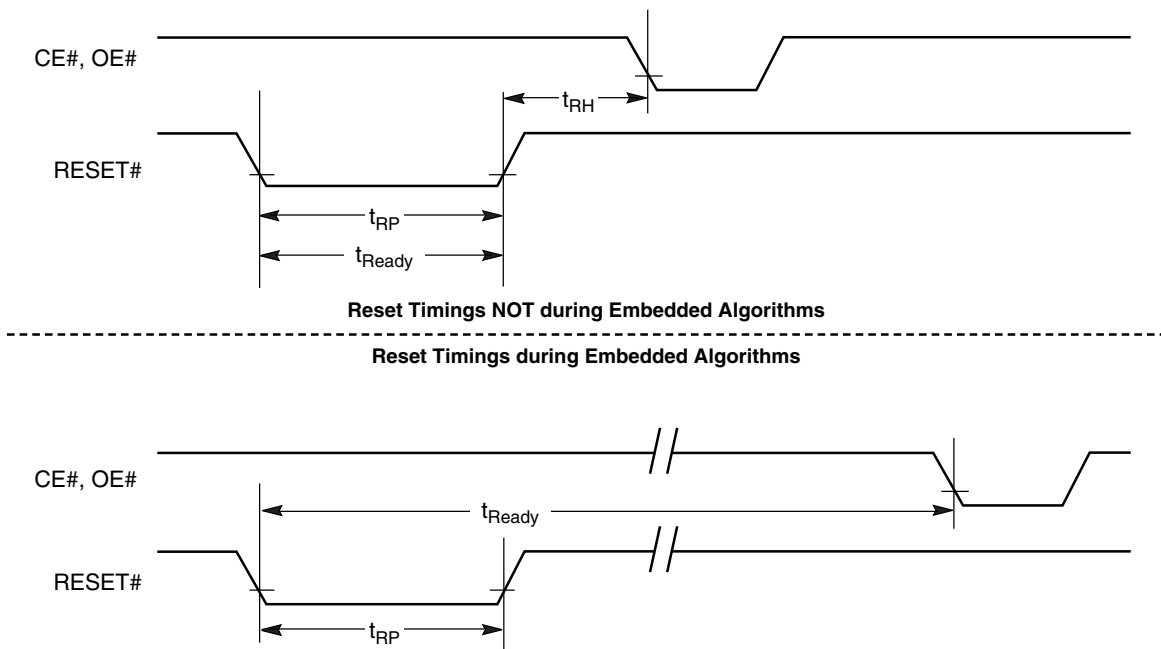 CE#, OE#
tRH
RESET#
tRP
tReady
Reset Timings NOT during Embedded Algorithms
Reset Timings during Embedded Algorithms
CE#, OE#
tReady
RESET#
tRP